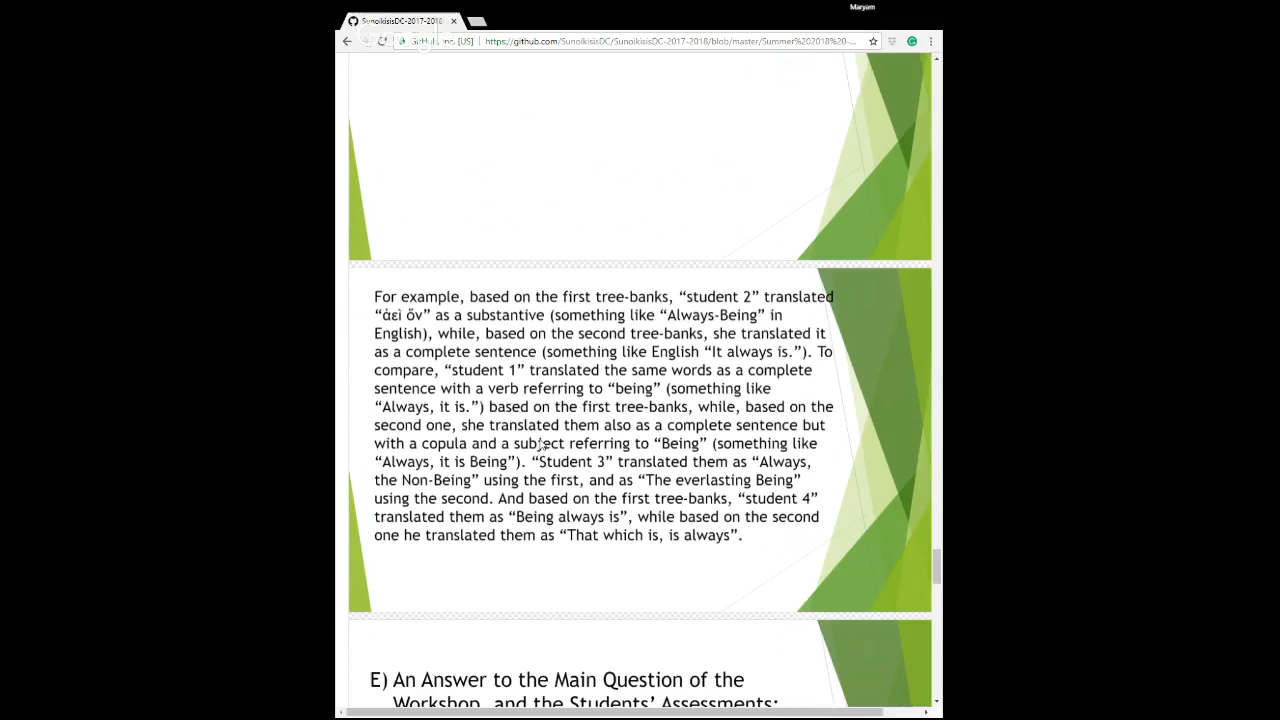 Maryam
SunoikisisDC-2017-2018
GitHub, Inc. [US]
https://github.com/SunoikisisDC/SunoikisisDC-2017-2018/blob/master/Summer%202018%20-...
For example, based on the first tree-banks, “student 2” translated
“ἀεὶ ὄν” as a substantive (something like “Always-Being” in
English), while, based on the second tree-banks, she translated it
as a complete sentence (something like English “It always is.”). To
compare, “student 1” translated the same words as a complete
sentence with a verb referring to “being” (something like
“Always, it is.”) based on the first tree-banks, while, based on the
second one, she translated them also as a complete sentence but
with a copula and a subject referring to “Being” (something like
“Always, it is Being”). “Student 3” translated them as “Always,
the Non-Being” using the first, and as “The everlasting Being”
using the second. And based on the first tree-banks, “student 4”
translated them as “Being always is”, while based on the second
one he translated them as “That which is, is always”.
E) An Answer to the Main Question of the
Workshop, and the Students’ Assessments: